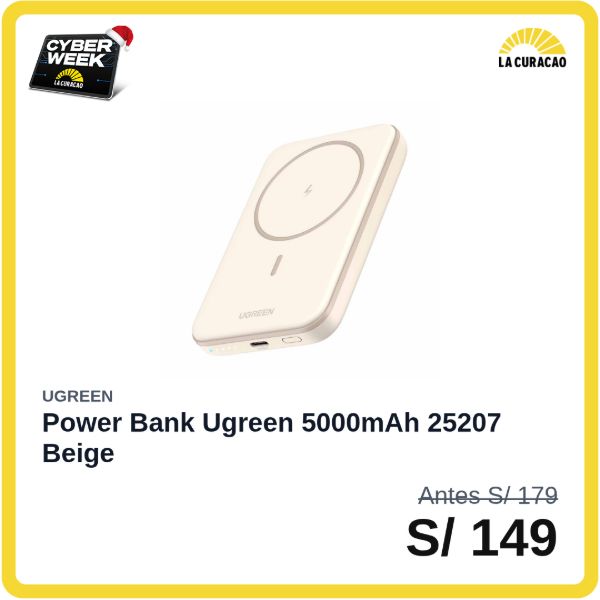 CYBER
WEEK
LA CURACAO
LA CURACAO
UGREEN
UGREEN
Power Bank Ugreen 5000mAh 25207
Beige
Antes S/ 179
S/ 149